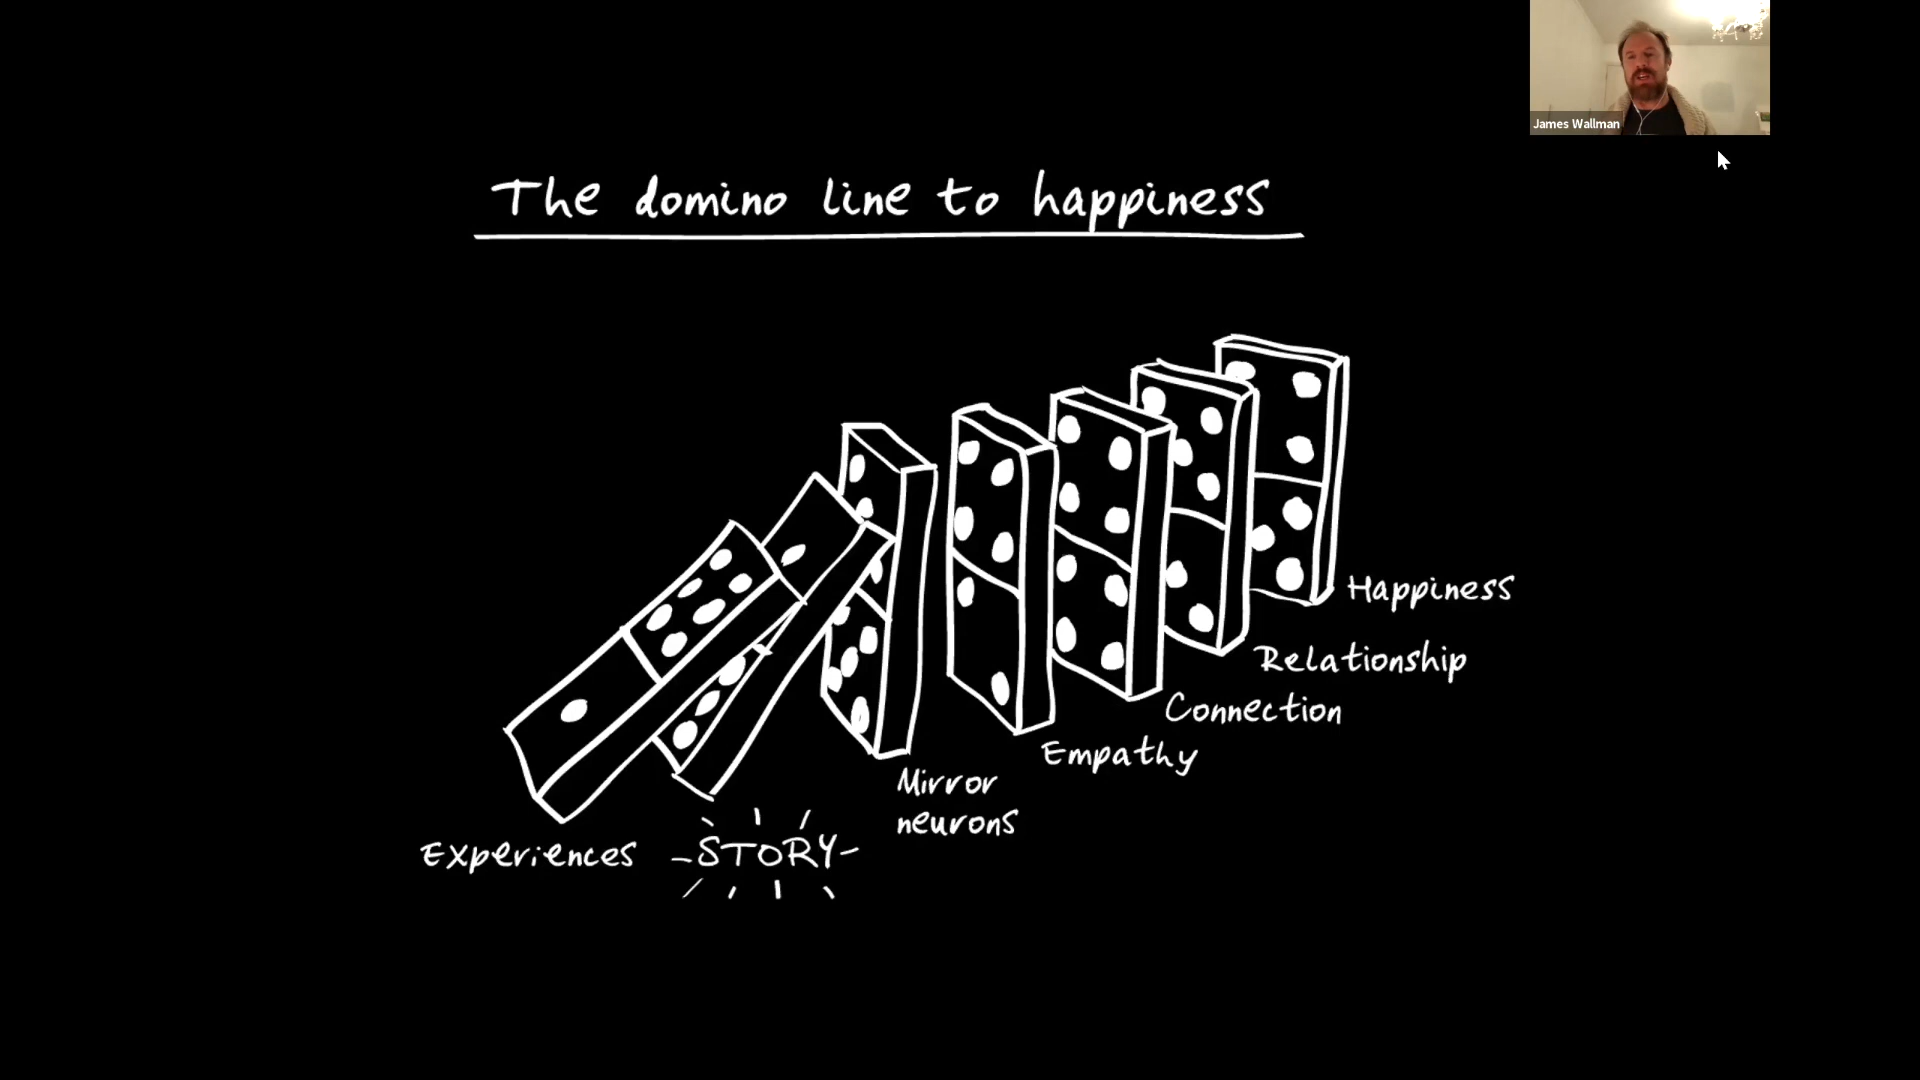 James Wallman
The domino line to happiness
Happiness
Relationship
Connection
Empathy
Mirror
neurons
Experiences
STORY